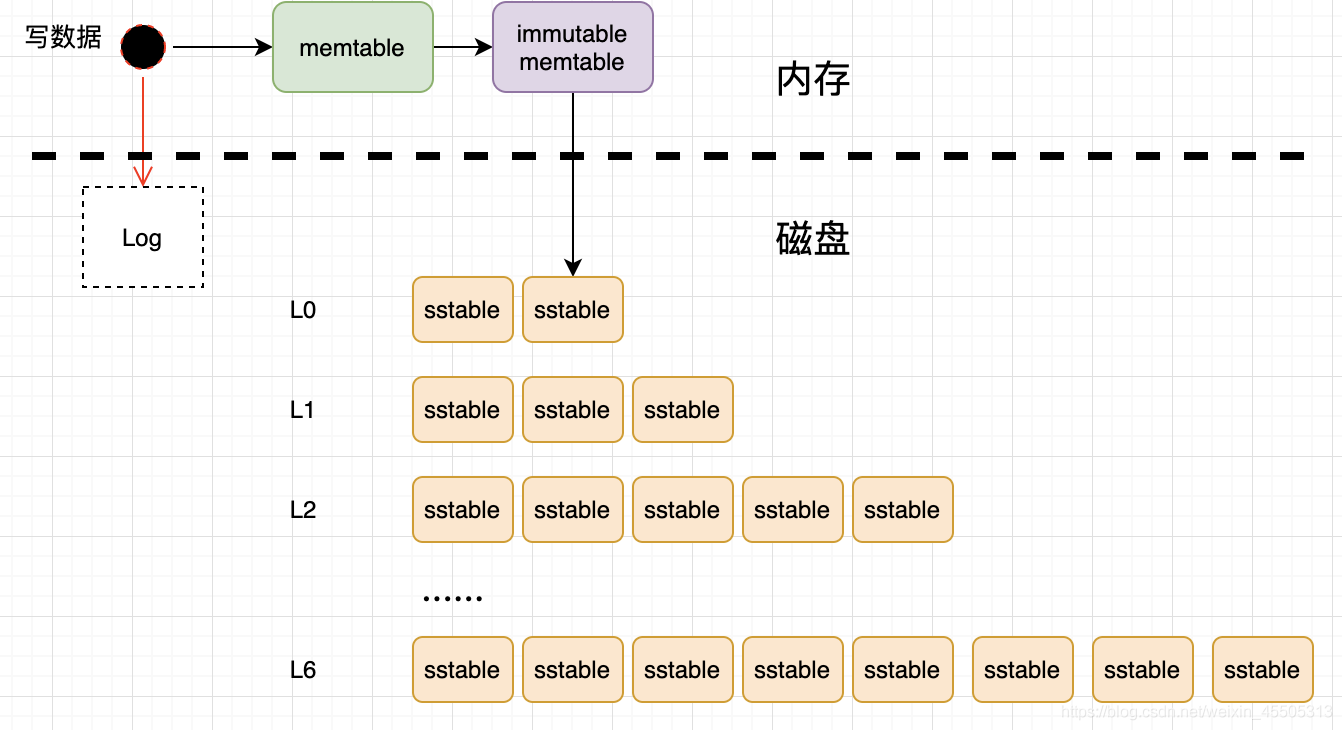 写数据
memtable
immutable
memtable
内存
Log
磁盘
L0
sstable sstable
L1
sstable sstable sstable
L2
sstable sstable sstable sstable sstable
······
L6
sstable sstable sstable sstable sstable sstable sstable sstable
https://blog.csdn.net/weixin_45505313